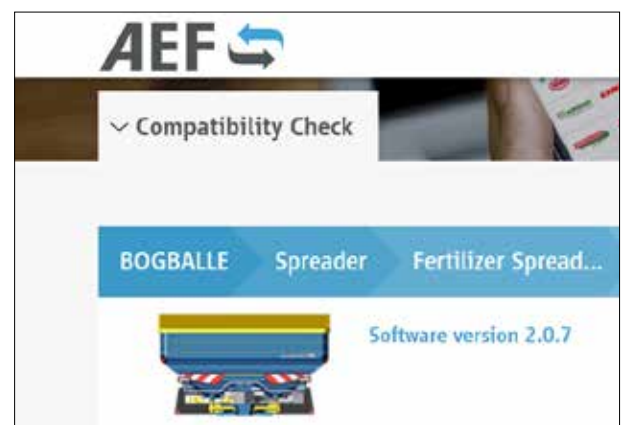 AEF
Compatibility Check
BOGBALLE Spreader Fertilizer Spread...
Software version 2.0.7